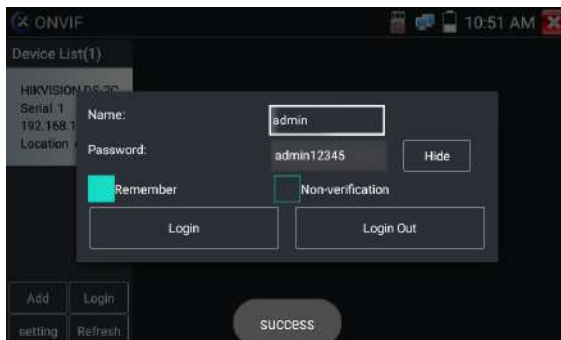 ONVIF
10:51 AM
Device List(1)
HIKVISION DS-2C
Serial 1
192.168.1
Location
Name:
admin
Password:
admin12345
Hide
Remember
Non-verification
Login
Login Out
Add
Login
setting
Refresh
success